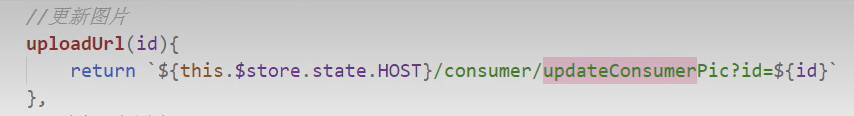 //更新图片
uploadUrl(id){
return `${this.$store.state.HOST}/consumer/updateConsumerPic?id=${id}`
},